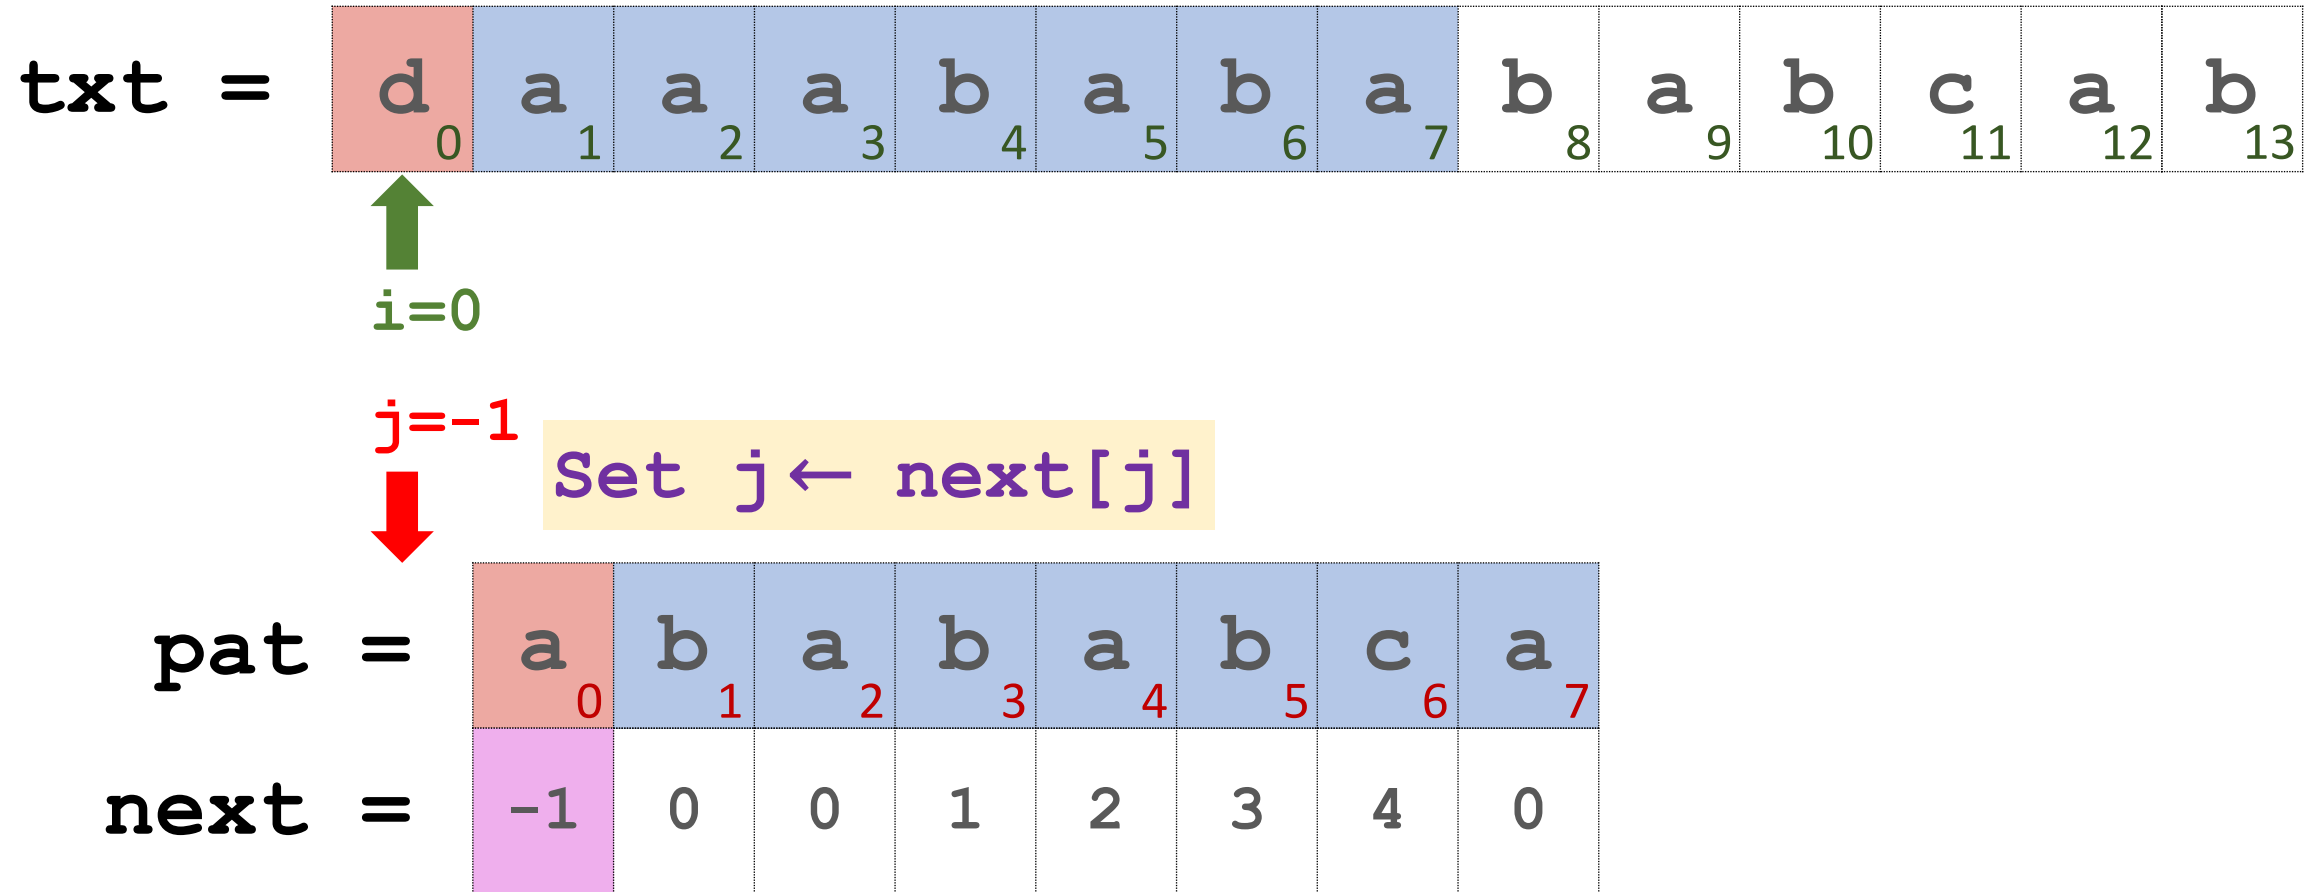 txt = d a a a b a b a b a b c a b
0 1 2 3 4 5 6 7 8 9 10 11 12 13
i=0
j=-1
Set j← next[j]
pat = a b a b a b c a
0 1 2 3 4 5 6 7
next = -1 0 0 1 2 3 4 0